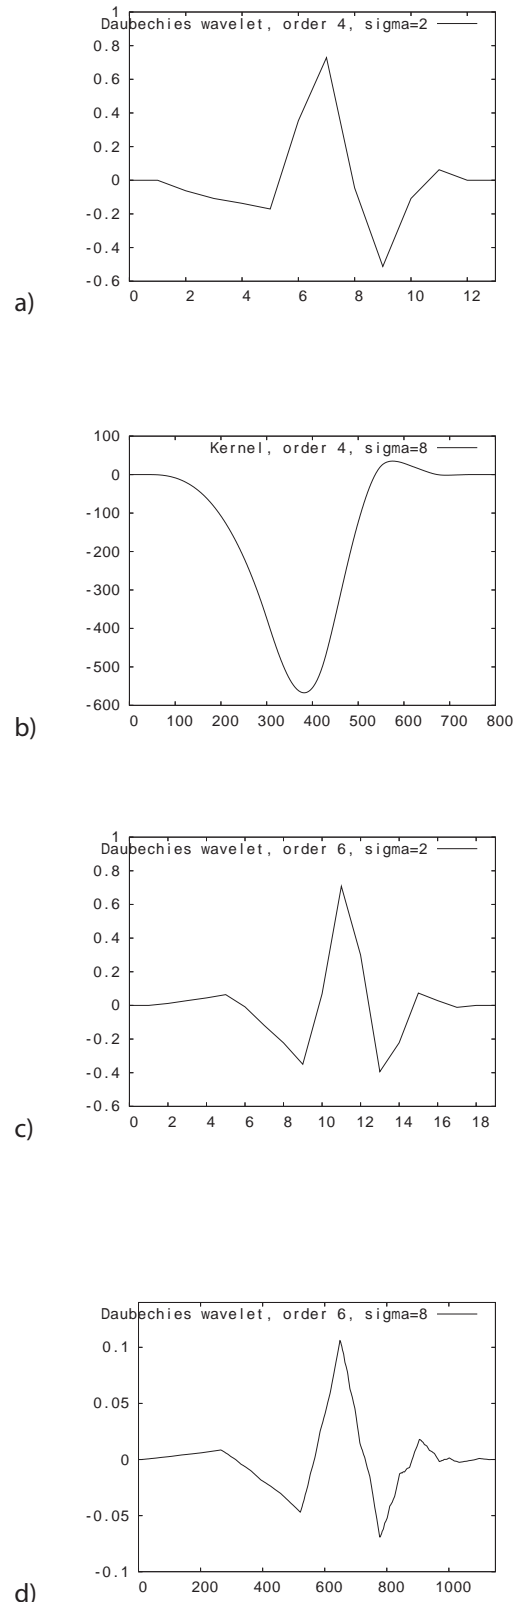 1
Daubechies wavelet, order 4, sigma=2
0.8
0.6
0.4
0.2
0
-0.2
-0.4
-0.6
0 2 4 6 8 10 12
a)
100
Kernel, order 4, sigma=8
0
-100
-200
-300
-400
-500
-600
0 100 200 300 400 500 600 700 800
b)
1
Daubechies wavelet, order 6, sigma=2
0.8
0.6
0.4
0.2
0
-0.2
-0.4
-0.6
0 2 4 6 8 10 12 14 16 18
c)
Daubechies wavelet, order 6, sigma=8
0.1
0.05
0
-0.05
-0.1
0 200 400 600 800 1000
d)